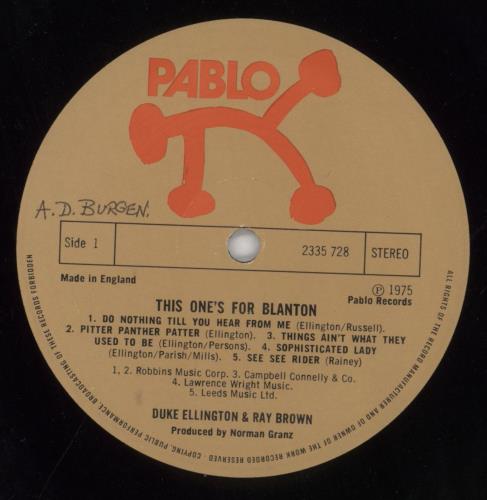 PABLO
A.D. BURGEN.
Side 1
2335 728
STEREO
Made in England
℗ 1975
Pablo Records
THIS ONE'S FOR BLANTON
1. DO NOTHING TILL YOU HEAR FROM ME (Ellington/Russell).
2. PITTER PANTHER PATTER (Ellington). 3. THINGS AIN'T WHAT THEY
USED TO BE (Ellington/Persons). 4. SOPHISTICATED LADY
(Ellington/Parish/Mills). 5. SEE SEE RIDER (Rainey)
1, 2. Robbins Music Corp. 3. Campbell Connelly & Co.
4. Lawrence Wright Music.
5. Leeds Music Ltd.
DUKE ELLINGTON & RAY BROWN
Produced by Norman Granz
ALL RIGHTS OF THE RECORD MANUFACTURER AND OF OWNER OF THE WORK RECORDED RESERVED · COPYING, PUBLIC PERFORMANCE, BROADCASTING OF THESE RECORDS FORBIDDEN